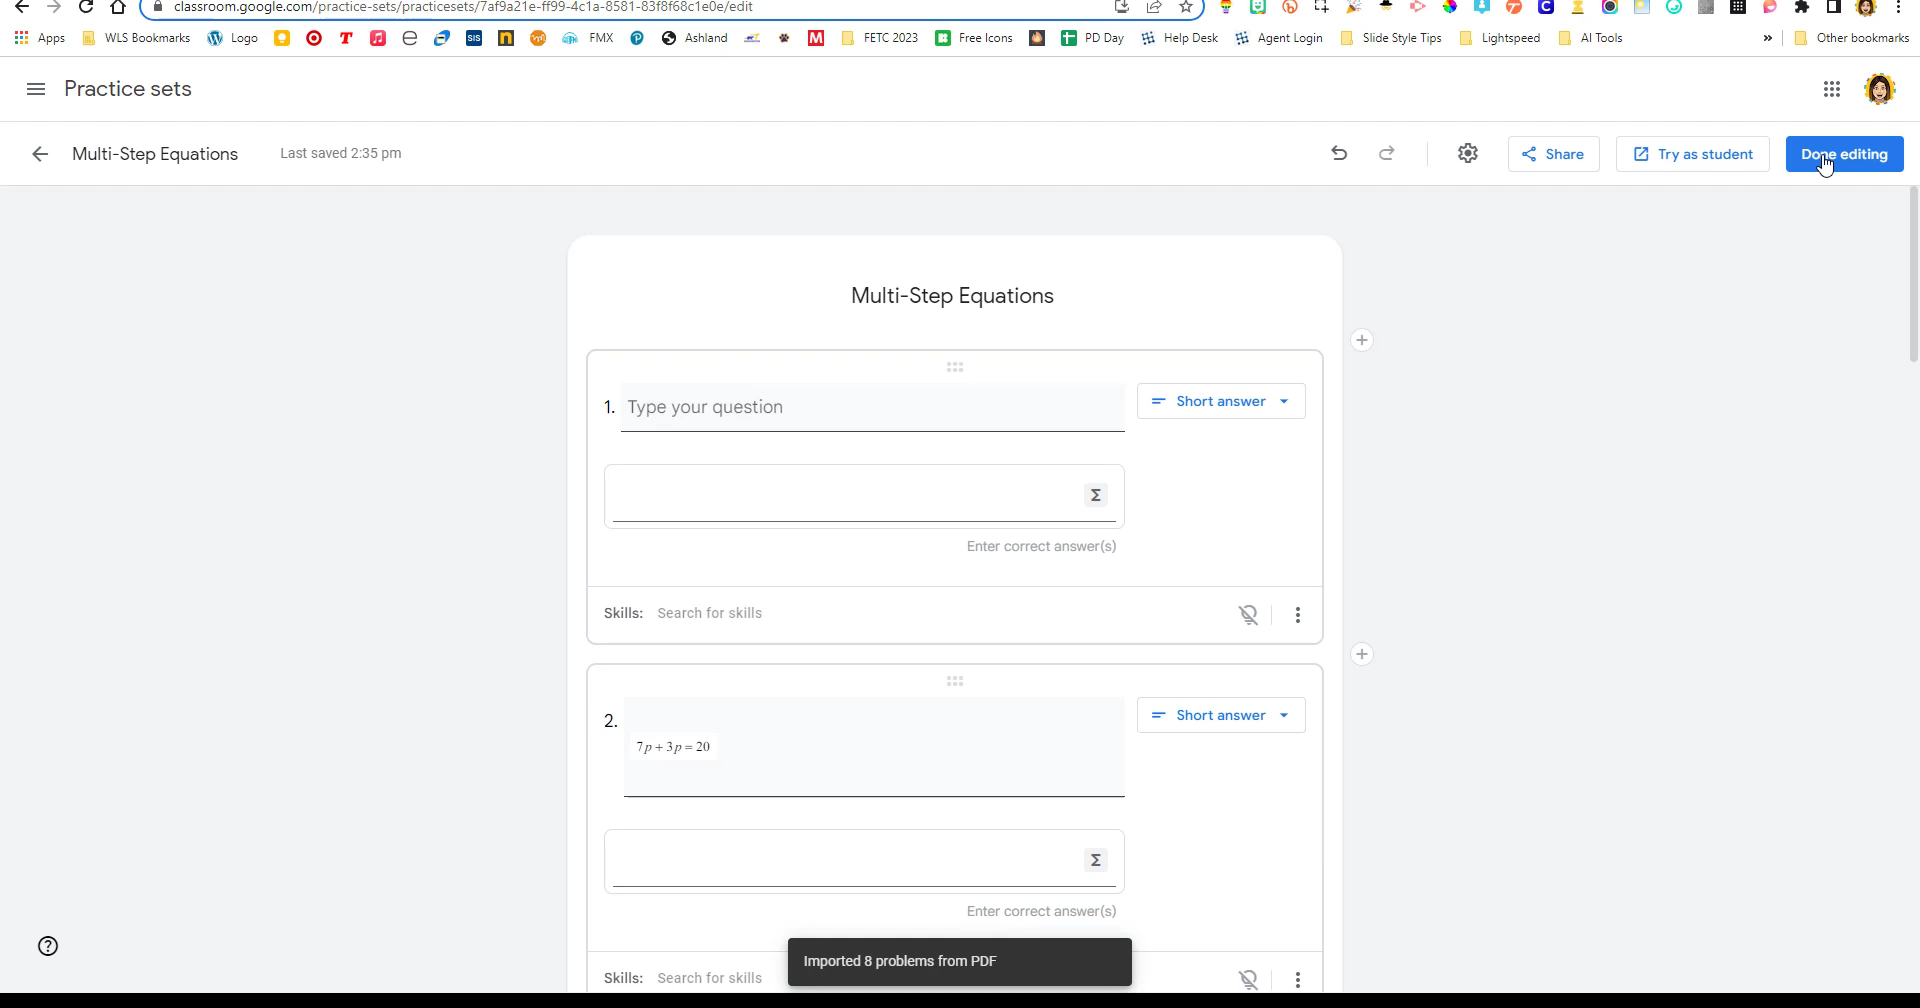 classroom.google.com/practice-sets/practicesets/7af9a21e-ff99-4c1a-8581-83f8f68c1e0e/edit
Apps WLS Bookmarks Logo FMX Ashland FETC 2023 Free Icons PD Day Help Desk Agent Login Slide Style Tips Lightspeed AI Tools » Other bookmarks
Practice sets
Multi-Step Equations Last saved 2:35 pm Share Try as student Done editing
Multi-Step Equations
1. Type your question Short answer
Σ
Enter correct answer(s)
Skills: Search for skills
2. Short answer
7p + 3p = 20
Σ
Enter correct answer(s)
Imported 8 problems from PDF
Skills: Search for skills